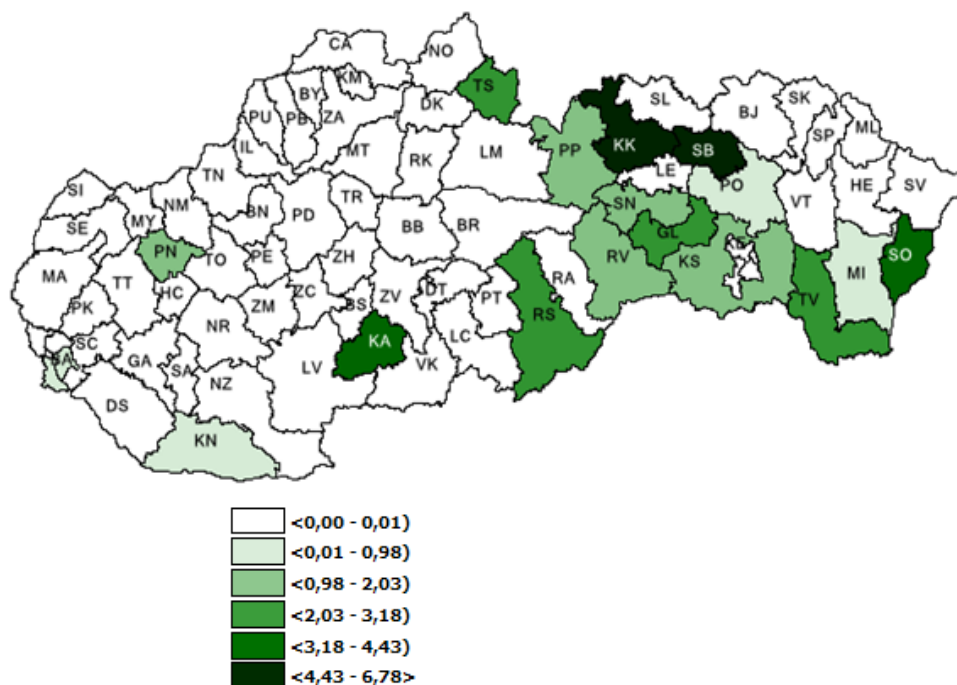 CA
NO
KM
TS
BY
DK
SL
BJ
SK
PU
PB
ZA
ML
SP
IL
MT
RK
LM
PP
KK
SB
LE
TN
PO
HE
SV
SI
NM
BN
PD
TR
SN
VT
MY
SE
BB
BR
GL
PN
TO
PE
ZH
RV
KS
SO
MA
TT
RA
MI
HC
ZM
ZC
BS
ZV
DT
PT
TV
PK
NR
RS
SC
KA
LC
BA
GA
SA
LV
VK
NZ
DS
KN
<0,00 - 0,01)
<0,01 - 0,98)
<0,98 - 2,03)
<2,03 - 3,18)
<3,18 - 4,43)
<4,43 - 6,78>